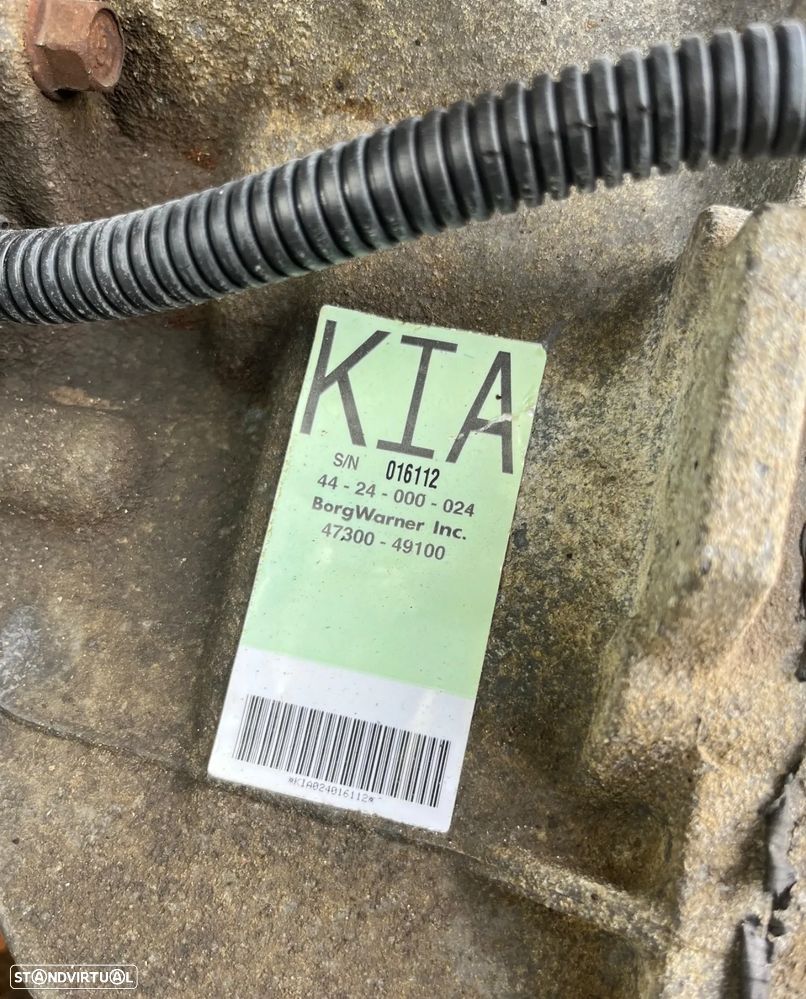 KIA
S/N 016112
44 - 24 - 000 - 024
BorgWarner Inc.
47300 - 49100
*KIA024016112*
STANDVIRTUAL